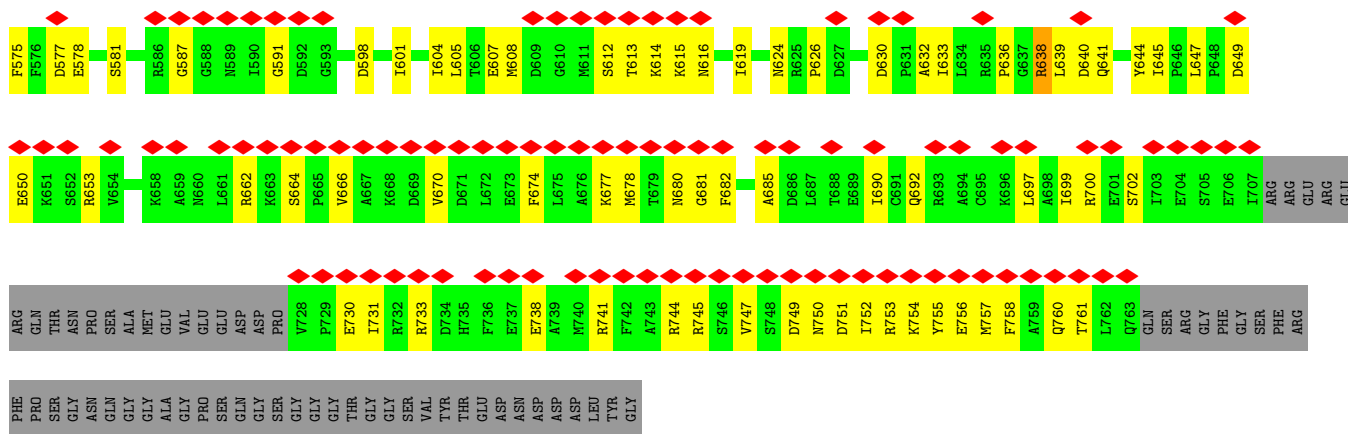 F575 F576 D577 E578 S581 R586 G587 G588 N589 I590 G591 D592 G593 D598 I601 I604 L605 T606 E607 M608 D609 G610 M611 S612 T613 K614 K615 N616 I619 N624 R625 P626 D627 D630 P631 A632 I633 L634 R635 P636 G637 R638 L639 D640 Q641 Y644 I645 P646 L647 P648 D649
E650 K651 S652 R653 V654 K658 A659 N660 L661 R662 K663 S664 P665 V666 A667 K668 D669 V670 D671 L672 E673 F674 L675 A676 K677 M678 T679 N680 G681 F682 A685 D686 L687 T688 E689 I690 C691 Q692 R693 A694 C695 K696 L697 A698 I699 R700 E701 S702 I703 E704 S705 E706 I707 ARG ARG GLU ARG GLU
ARG GLN THR ASN PRO SER ALA MET GLU VAL GLU GLU ASP ASP PRO V728 P729 E730 I731 R732 R733 D734 H735 F736 E737 E738 A739 M740 R741 F742 A743 R744 R745 S746 V747 S748 D749 N750 D751 I752 R753 K754 Y755 E756 M757 F758 A759 Q760 T761 L762 Q763 GLN SER ARG GLY PHE GLY SER PHE ARG
PHE PRO SER GLY ASN GLN GLY GLY ALA GLY PRO SER GLN GLY SER GLY GLY GLY THR GLY GLY SER VAL TYR THR GLU ASP ASN ASP ASP ASP LEU TYR GLY